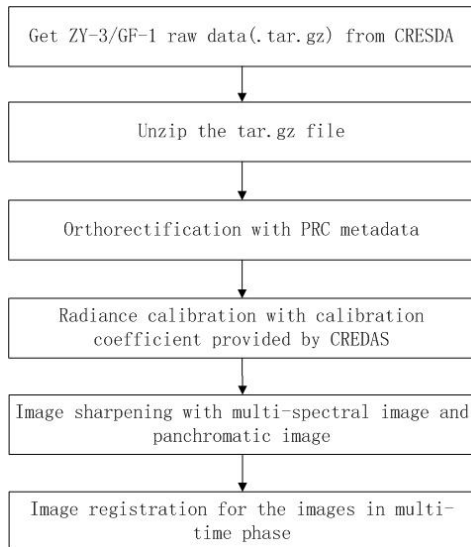 Get ZY-3/GF-1 raw data(.tar.gz) from CRESDA
Unzip the tar.gz file
Orthorectification with PRC metadata
Radiance calibration with calibration
coefficient provided by CREDAS
Image sharpening with multi-spectral image and
panchromatic image
Image registration for the images in multi-
time phase